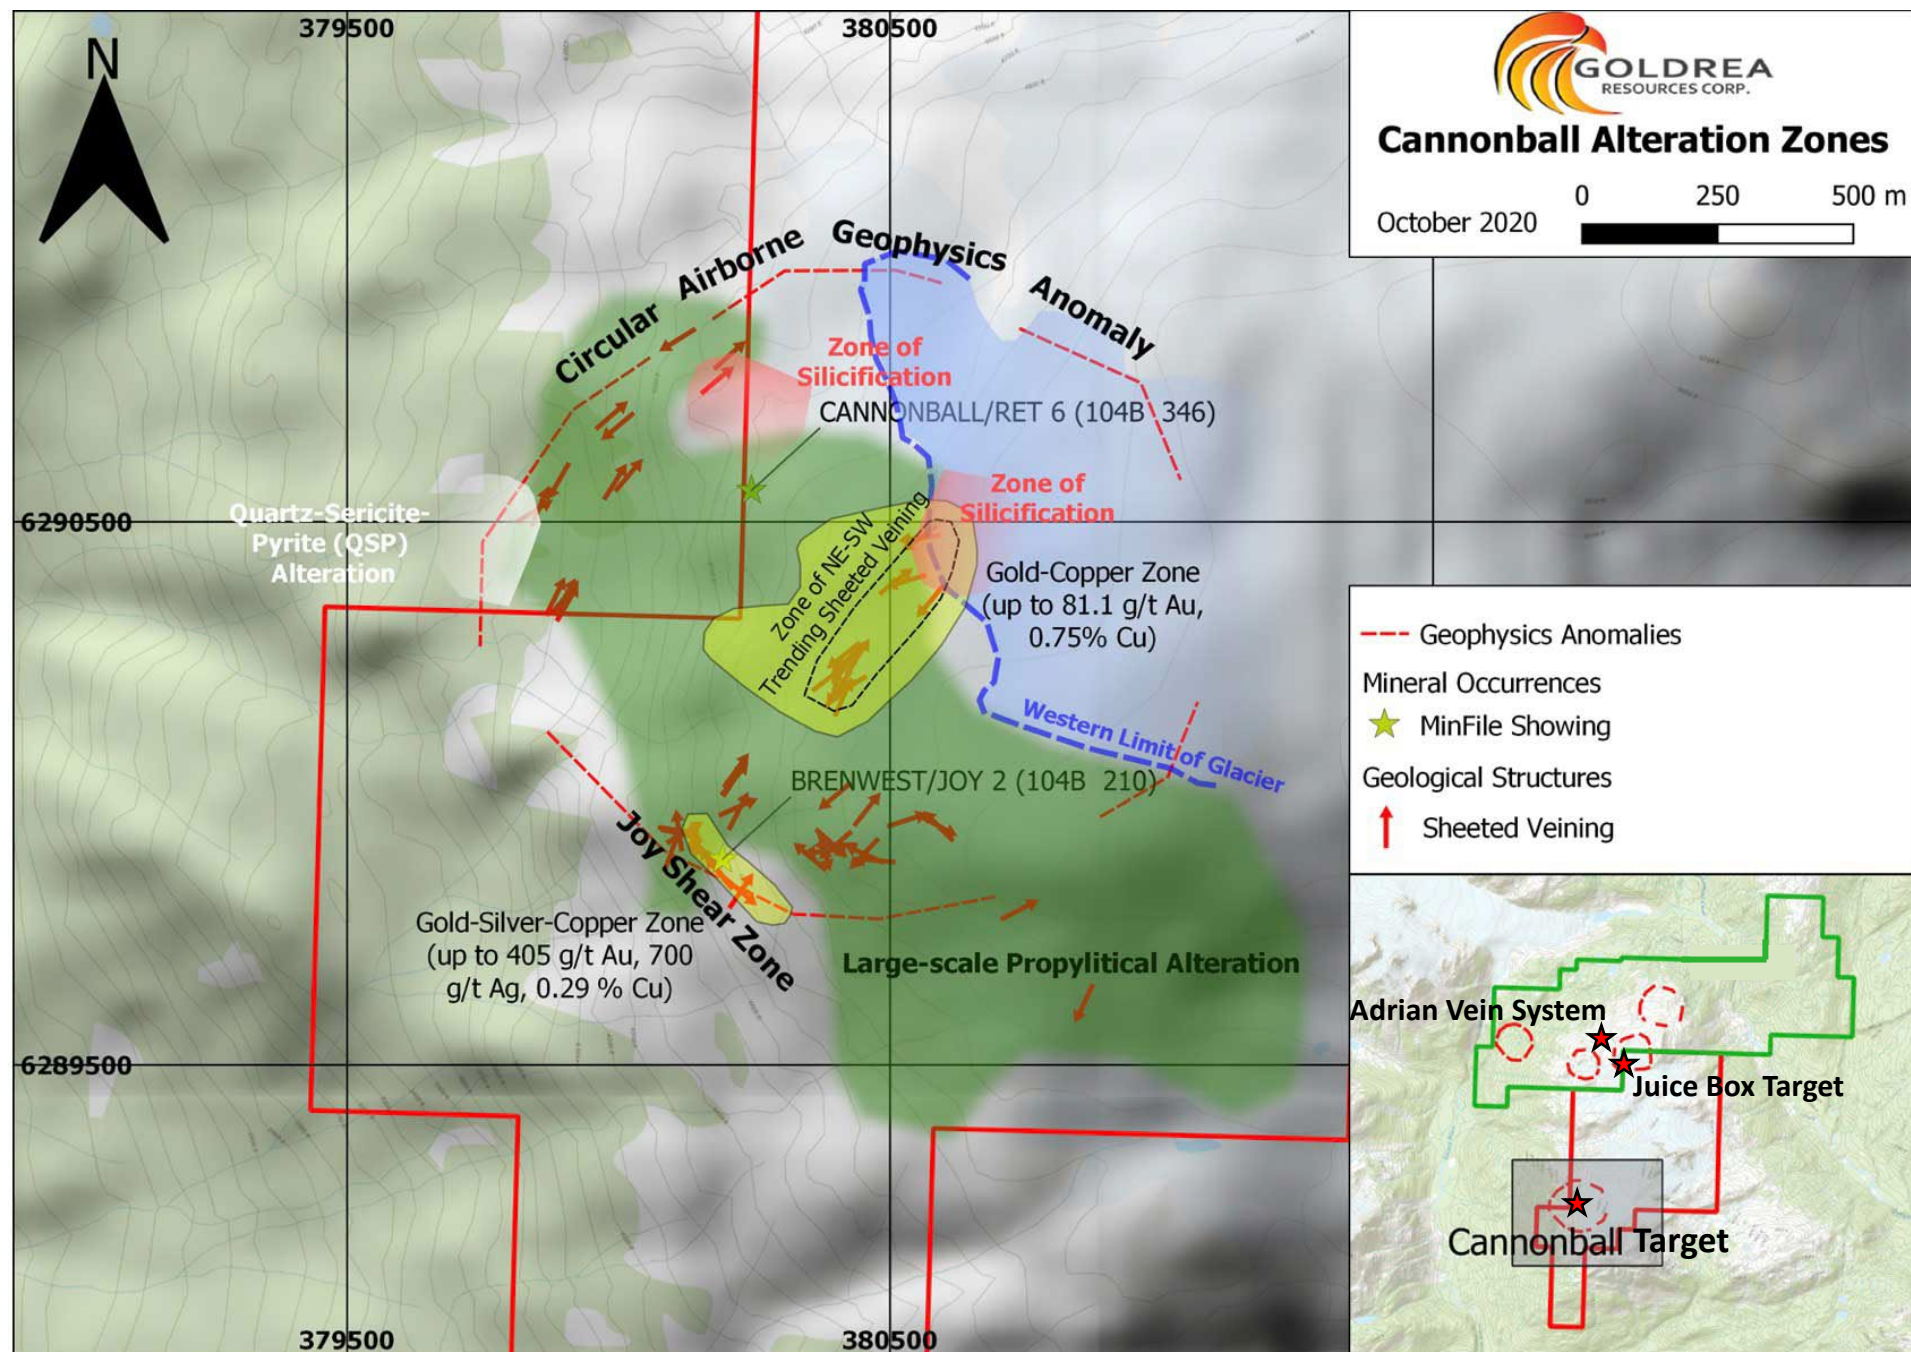 379500
380500
N
GOLDREA
RESOURCES CORP.
Cannonball Alteration Zones
0 250 500 m
October 2020
Circular Airborne Geophysics Anomaly
Zone of
Silicification
CANNONBALL/RET 6 (104B 346)
Zone of
Silicification
6290500
Quartz-Sericite-
Pyrite (QSP)
Alteration
Zone of NE-SW
Trending Sheeted Veining
Gold-Copper Zone
(up to 81.1 g/t Au,
0.75% Cu)
Western Limit of Glacier
BRENWEST/JOY 2 (104B 210)
Joy Shear Zone
Gold-Silver-Copper Zone
(up to 405 g/t Au, 700
g/t Ag, 0.29 % Cu)
Large-scale Propylitical Alteration
6289500
379500
380500
Geophysics Anomalies
Mineral Occurrences
MinFile Showing
Geological Structures
Sheeted Veining
Adrian Vein System
Juice Box Target
Cannonball Target